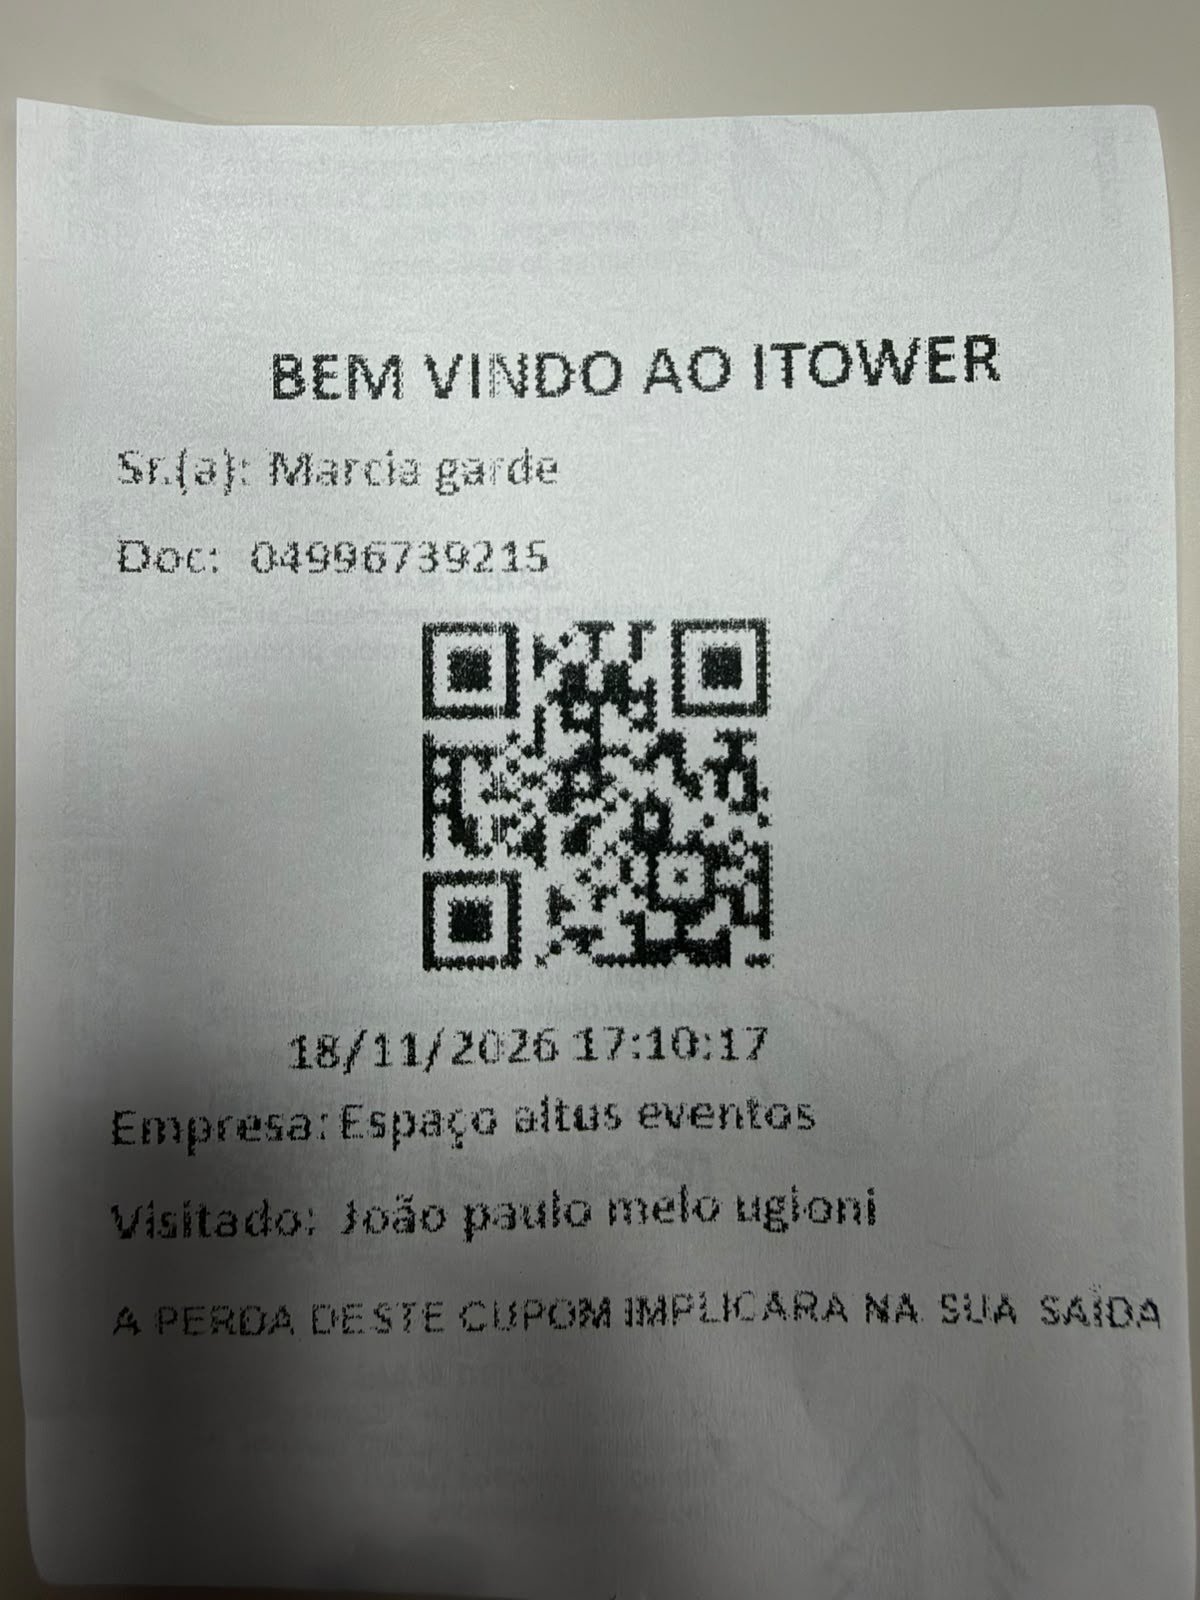 BEM VINDO AO ITOWER
Sr.(a): Marcia garde
Doc: 04996739215
18/11/2026 17:10:17
Empresa: Espaço altus eventos
Visitado: João paulo melo ugioni
A PERDA DESTE CUPOM IMPLICARA NA SUA SAÍDA